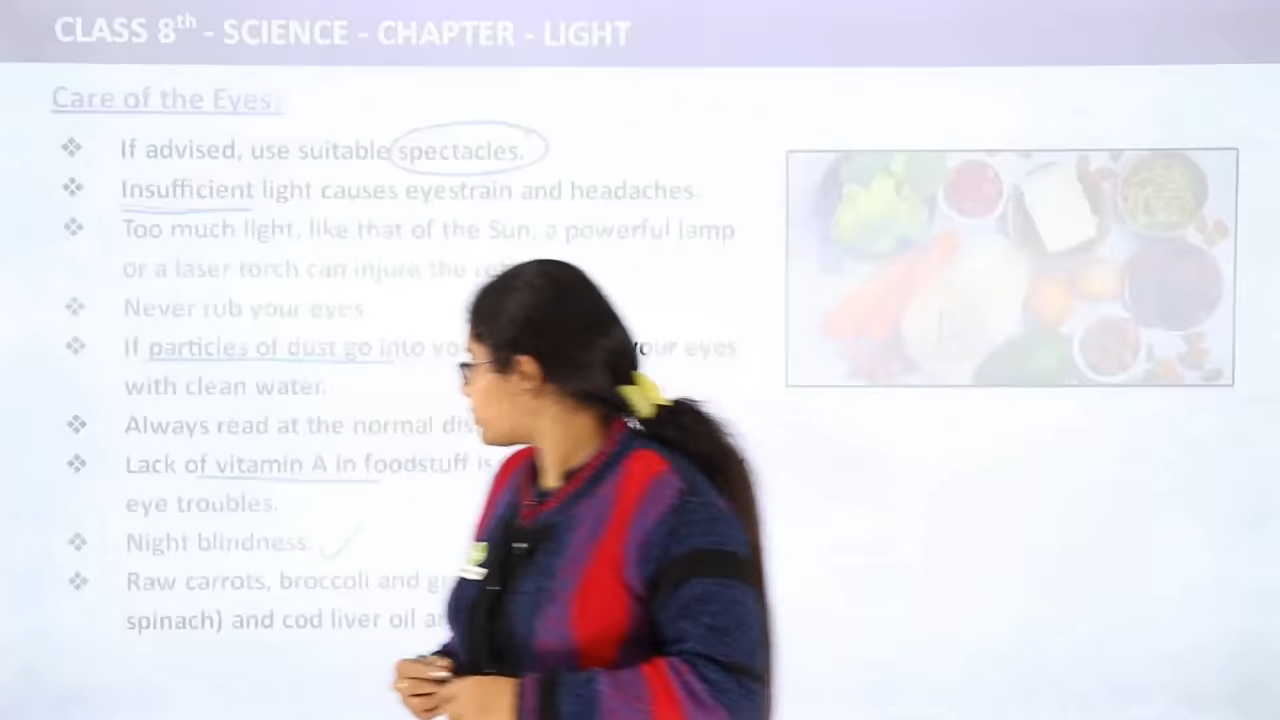 CLASS 8th - SCIENCE - CHAPTER - LIGHT
Care of the Eyes:
❖ If advised, use suitable spectacles.
❖ Insufficient light causes eyestrain and headaches.
❖ Too much light, like that of the Sun, a powerful lamp
or a laser torch can injure the
❖ Never rub your eyes
❖ If particles of dust go into your eyes
with clean water.
❖ Always read at the normal
❖ Lack of vitamin A in foodstuff is
eye troubles.
❖ Night blindness.
❖ Raw carrots, broccoli and
spinach) and cod liver oil